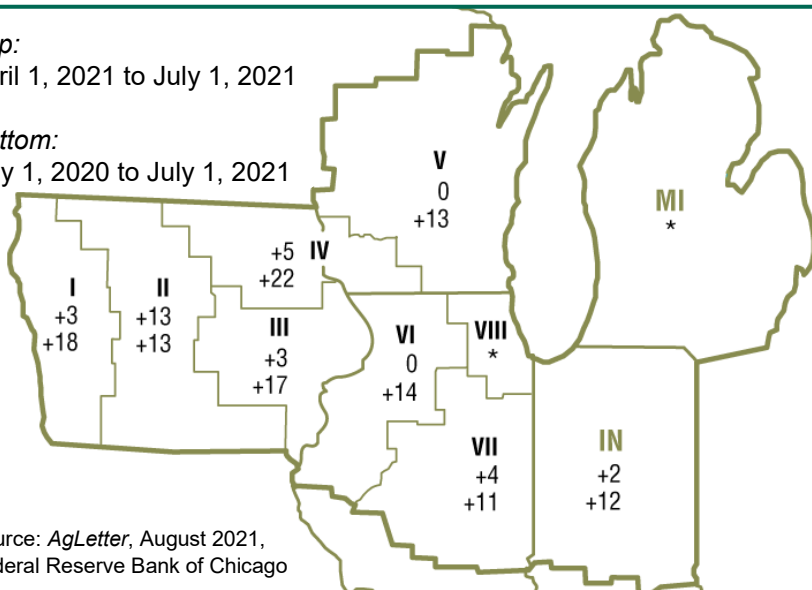 p:
ril 1, 2021 to July 1, 2021
ttom:
y 1, 2020 to July 1, 2021
V
0
+13
MI
*
IV
+5
+22
I
+3
+18
II
+13
+13
III
+3
+17
VI
0
+14
VIII
*
VII
+4
+11
IN
+2
+12
urce: AgLetter, August 2021,
deral Reserve Bank of Chicago